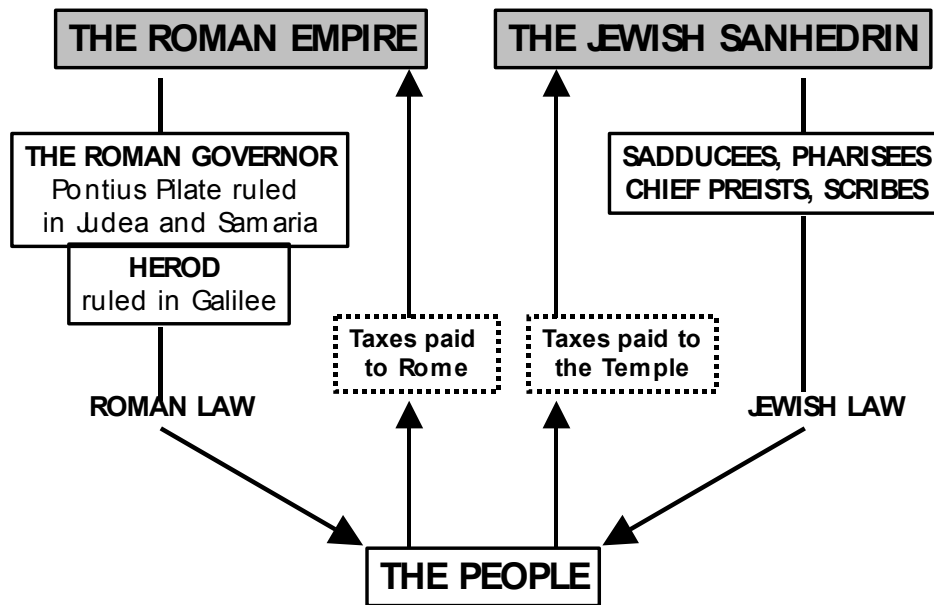 THE ROMAN EMPIRE
THE JEWISH SANHEDRIN
THE ROMAN GOVERNOR
Pontius Pilate ruled
in Judea and Samaria
HEROD
ruled in Galilee
SADDUCEES, PHARISEES
CHIEF PREISTS, SCRIBES
Taxes paid
to Rome
Taxes paid to
the Temple
ROMAN LAW
JEWISH LAW
THE PEOPLE